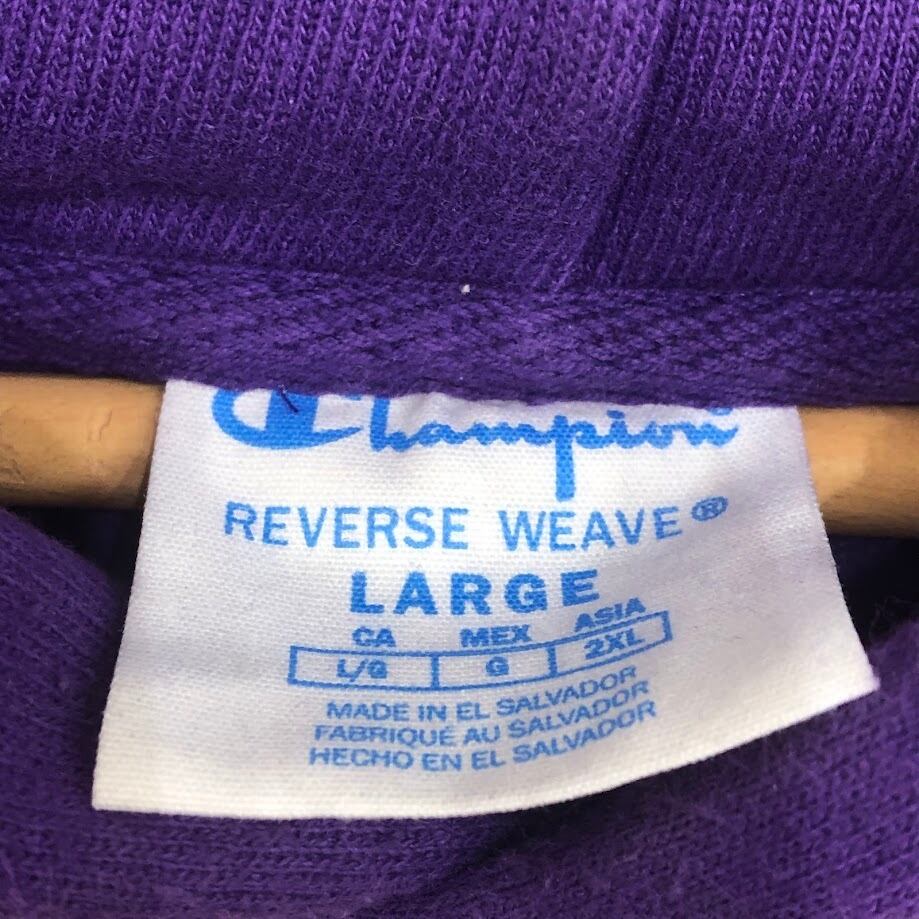 Champion
REVERSE WEAVE®
LARGE
CA MEX ASIA
L/G G 2XL
MADE IN EL SALVADOR
FABRIQUÉ AU SALVADOR
HECHO EN EL SALVADOR